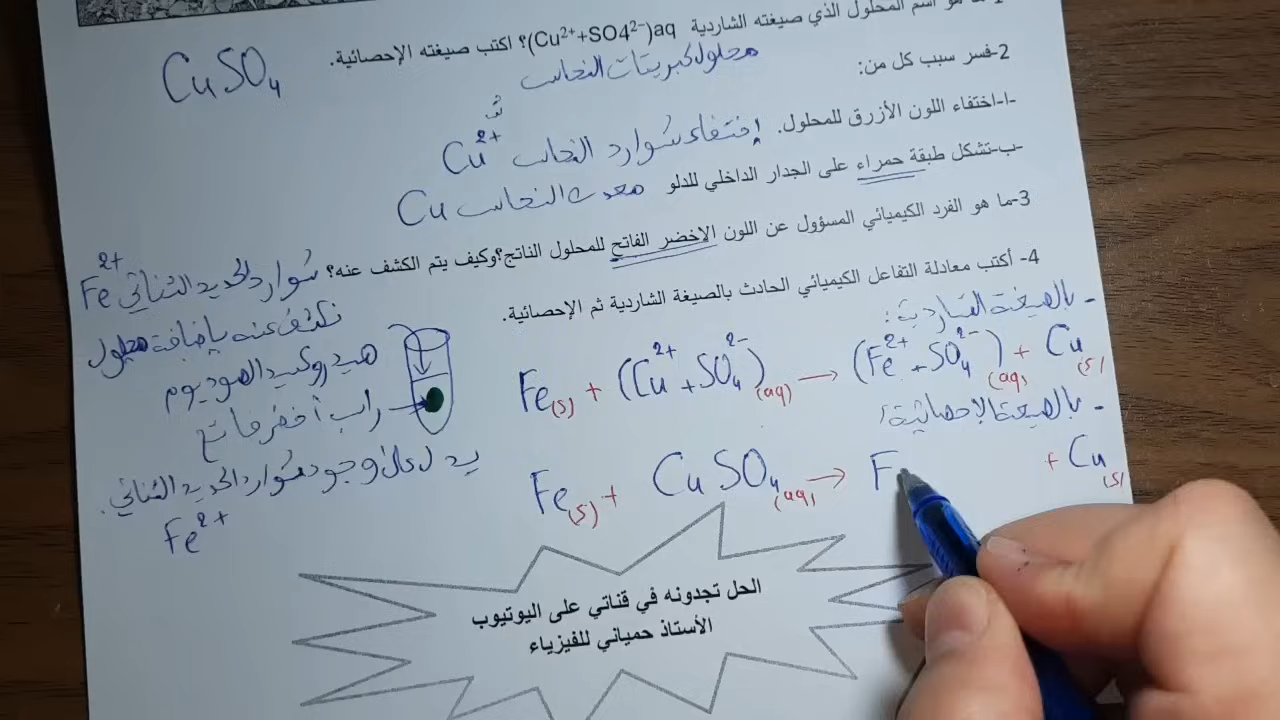 1-ما هو اسم المحلول الذي صيغته الشاردية (Cu²⁺+SO4²⁻)aq؟ اكتب صيغته الإحصائية.
محلول كبريتات النحاس
CuSO₄
2-فسر سبب كل من:
-ا-اختفاء اللون الأزرق للمحلول. إختفاء شوارد النحاس Cu²⁺
-ب-تشكل طبقة حمراء على الجدار الداخلي للدلو معدن النحاس Cu
3-ما هو الفرد الكيميائي المسؤول عن اللون الاخضر الفاتح للمحلول الناتج؟وكيف يتم الكشف عنه؟ شوارد الحديد الثنائي Fe²⁺
نكشف عنه بإضافة محلول
هيدروكسيد الصوديوم
راسب أخضر فاتح
يدل على وجود شوارد الحديد الثنائي.
Fe²⁺
4- أكتب معادلة التفاعل الكيميائي الحادث بالصيغة الشاردية ثم الإحصائية.
- بالصيغة الشاردية:
Fe(s) + (Cu²⁺+SO₄²⁻)(aq) → (Fe²⁺+SO₄²⁻)(aq) + Cu(s)
- بالصيغة الإحصائية:
Fe(s) + CuSO₄(aq) → F + Cu(s)
الحل تجدونه في قناتي على اليوتيوب
الأستاذ حمياني للفيزياء